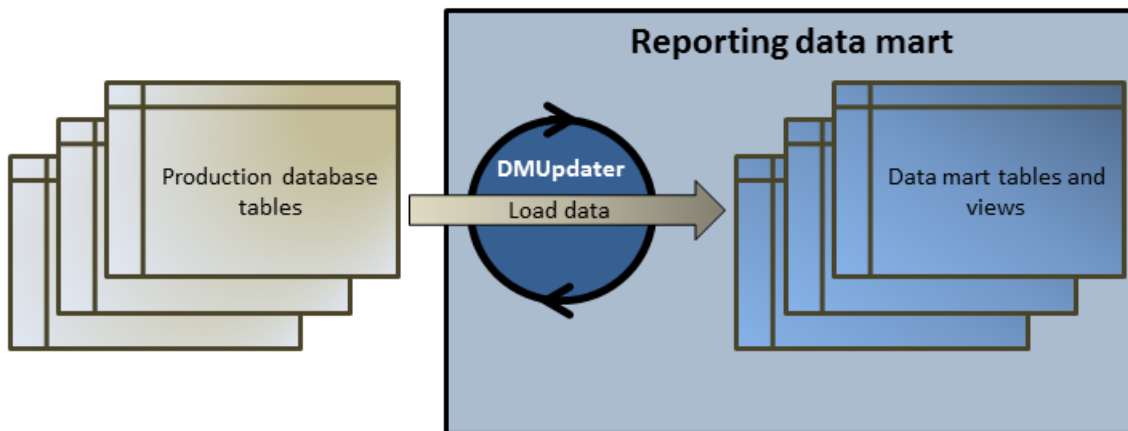 Reporting data mart
Production database
tables
DMUpdater
Load data
Data mart tables and
views